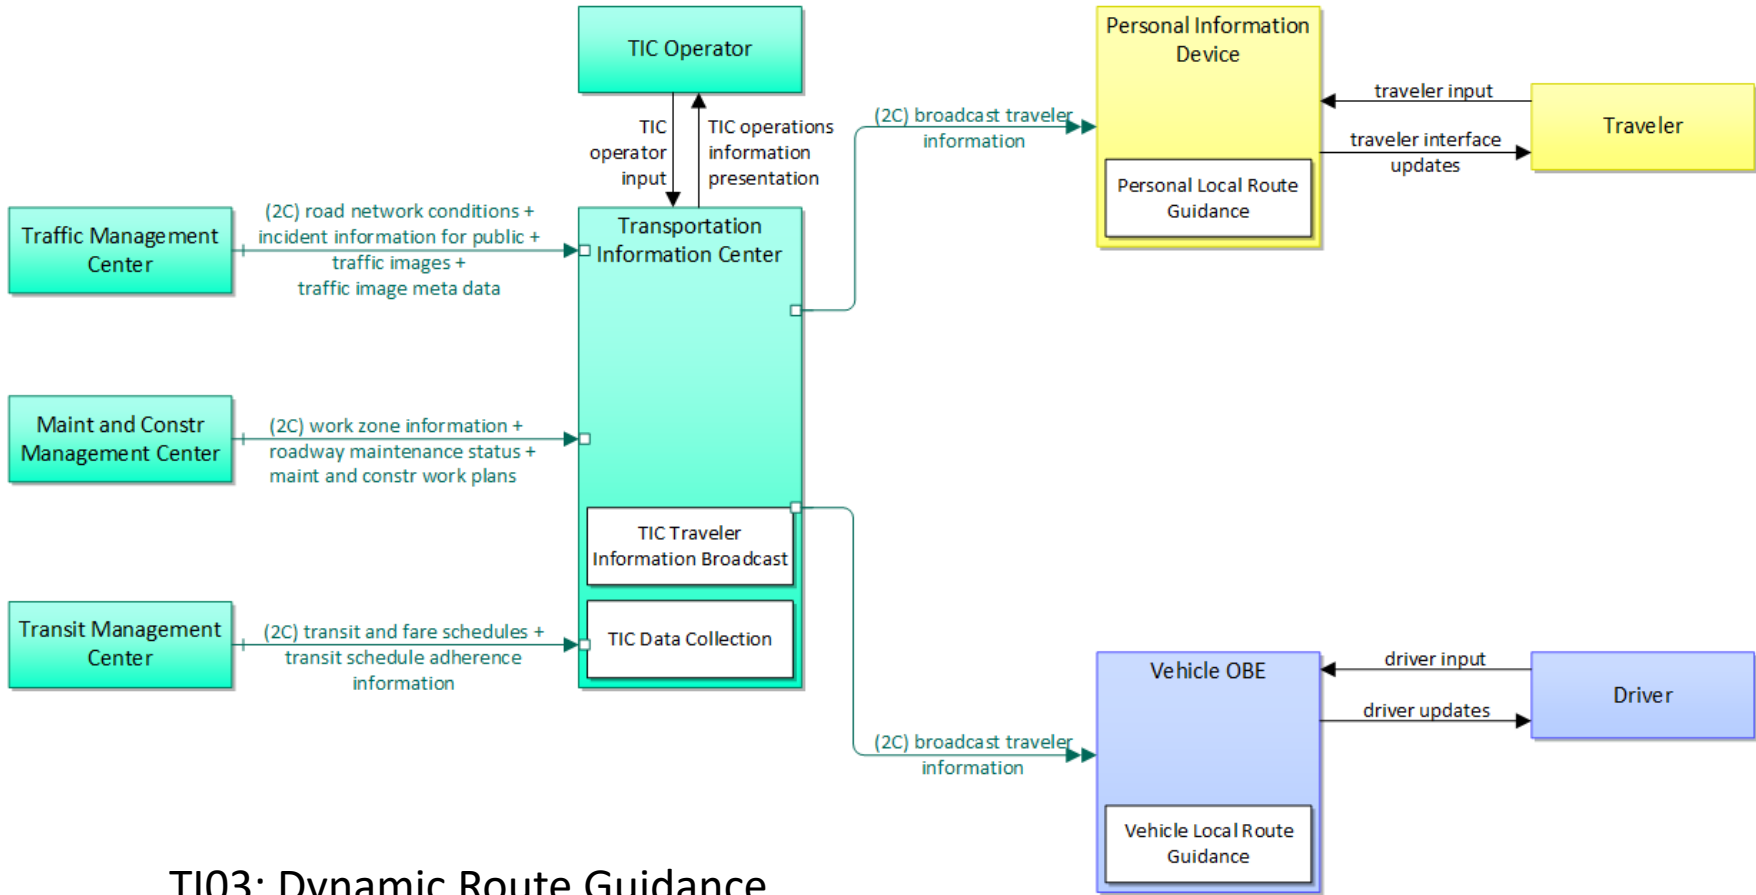 TIC Operator
Personal Information
Device
Personal Local Route
Guidance
traveler input
traveler interface
updates
Traveler
(2C) broadcast traveler
information
TIC
operator
input
TIC operations
information
presentation
Traffic Management
Center
(2C) road network conditions +
incident information for public +
traffic images +
traffic image meta data
Transportation
Information Center
Maint and Constr
Management Center
(2C) work zone information +
roadway maintenance status +
maint and constr work plans
TIC Traveler
Information Broadcast
TIC Data Collection
Transit Management
Center
(2C) transit and fare schedules +
transit schedule adherence
information
(2C) broadcast traveler
information
Vehicle OBE
Vehicle Local Route
Guidance
driver input
driver updates
Driver
TI03: Dynamic Route Guidance